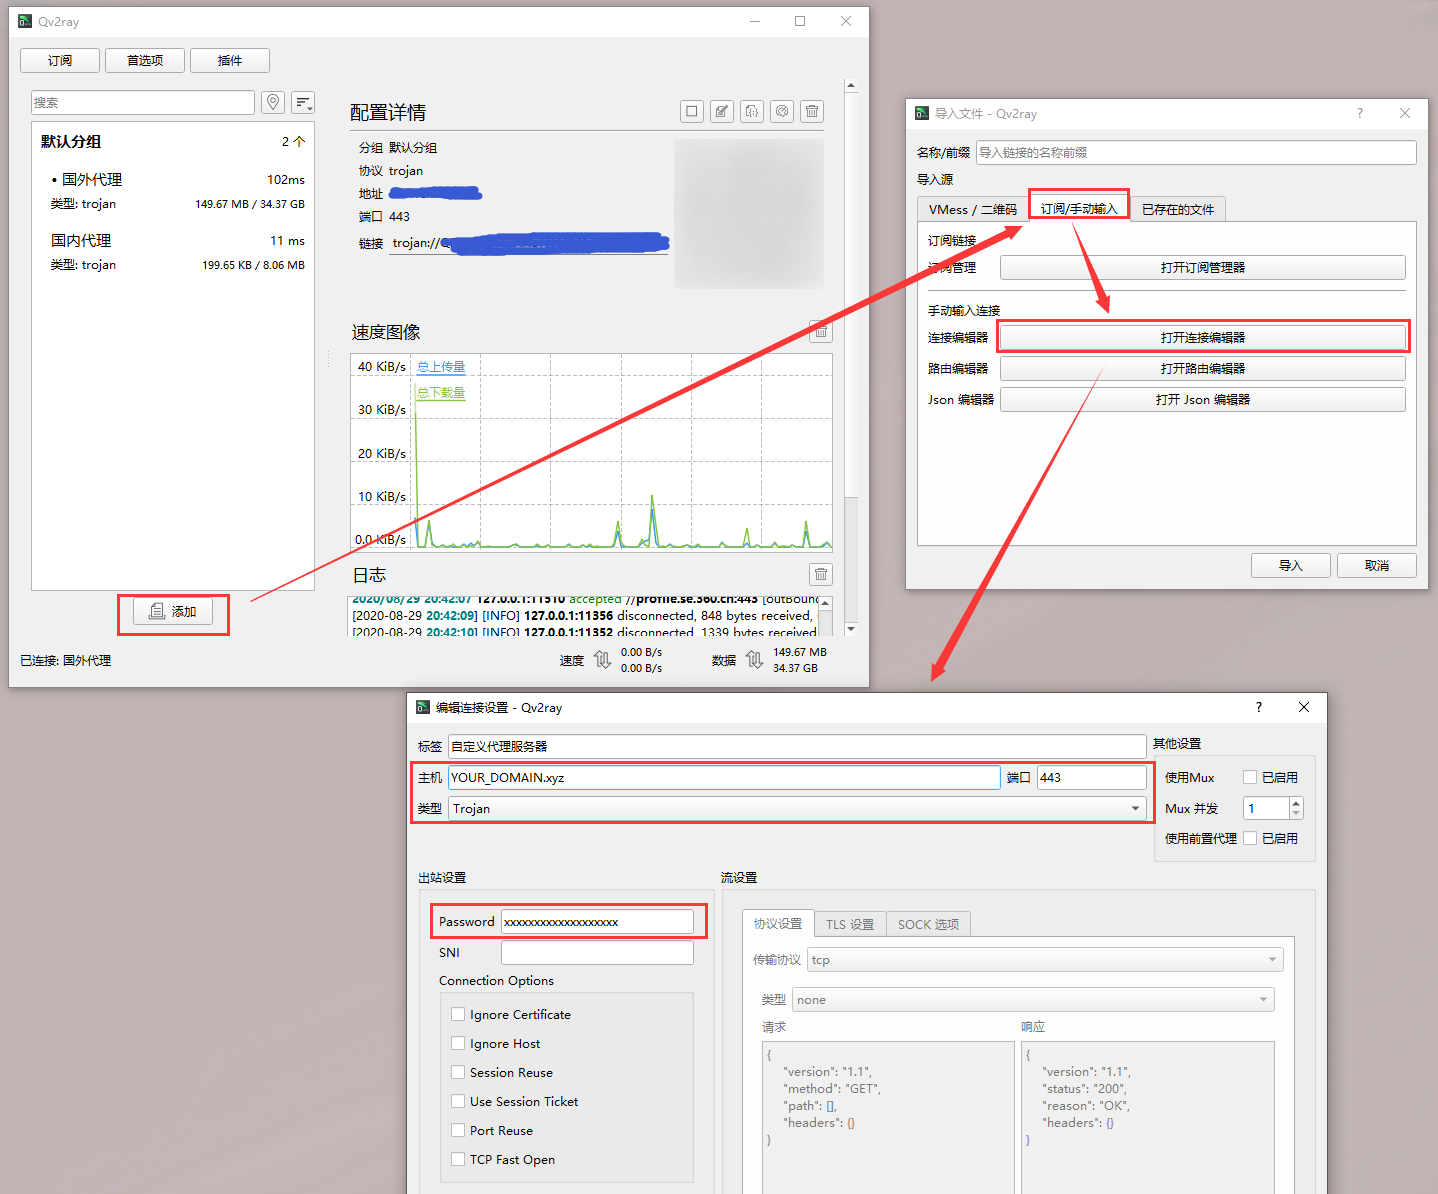 Qv2ray
订阅
首选项
插件
搜索
默认分组
2 个
• 国外代理
102ms
类型: trojan
149.67 MB / 34.37 GB
国内代理
11 ms
类型: trojan
199.65 KB / 8.06 MB
添加
已连接: 国外代理
配置详情
分组 默认分组
协议 trojan
地址
端口 443
链接 trojan://
速度图像
40 KiB/s
总上传量
总下载量
30 KiB/s
20 KiB/s
10 KiB/s
0.0 KiB/s
日志
2020/08/29 20:42:07 127.0.0.1:11510 accepted //profile.se.360.cn:443 [outBoun
[2020-08-29 20:42:09] [INFO] 127.0.0.1:11356 disconnected, 848 bytes received,
[2020-08-29 20:42:10] [INFO] 127.0.0.1:11352 disconnected, 1339 bytes received
速度
0.00 B/s
0.00 B/s
数据
149.67 MB
34.37 GB
导入文件 - Qv2ray
?
名称/前缀 导入链接的名称前缀
导入源
VMess / 二维码
订阅/手动输入
已存在的文件
订阅链接
订阅管理
打开订阅管理器
手动输入连接
连接编辑器
打开连接编辑器
路由编辑器
打开路由编辑器
Json 编辑器
打开 Json 编辑器
导入
取消
编辑连接设置 - Qv2ray
?
标签 自定义代理服务器
主机 YOUR_DOMAIN.xyz
端口 443
类型 Trojan
其他设置
使用Mux
已启用
Mux 并发
1
使用前置代理
已启用
出站设置
Password xxxxxxxxxxxxxxxxxxx
SNI
Connection Options
Ignore Certificate
Ignore Host
Session Reuse
Use Session Ticket
Port Reuse
TCP Fast Open
流设置
协议设置
TLS 设置
SOCK 选项
传输协议 tcp
类型 none
请求
{
"version": "1.1",
"method": "GET",
"path": [],
"headers": {}
}
响应
{
"version": "1.1",
"status": "200",
"reason": "OK",
"headers": {}
}